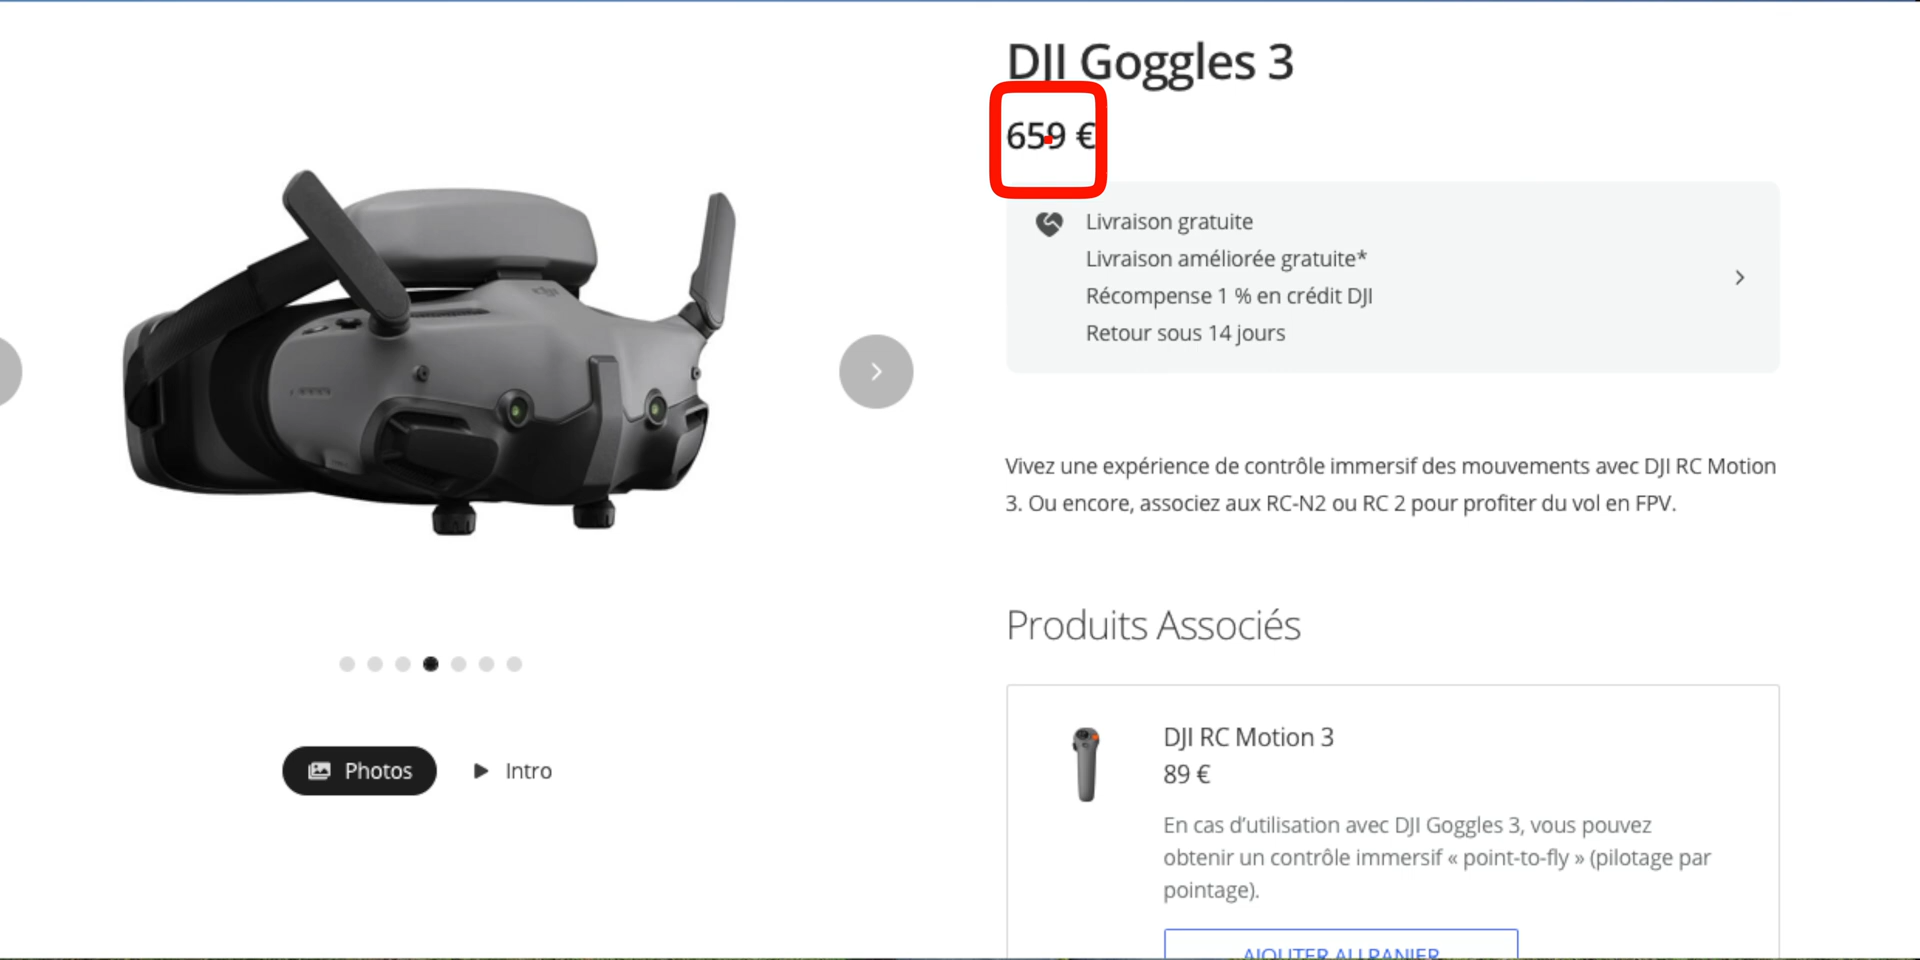 DJI Goggles 3
659 €
Livraison gratuite
Livraison améliorée gratuite*
Récompense 1 % en crédit DJI
Retour sous 14 jours
Vivez une expérience de contrôle immersif des mouvements avec DJI RC Motion
3. Ou encore, associez aux RC-N2 ou RC 2 pour profiter du vol en FPV.
Produits Associés
DJI RC Motion 3
89 €
En cas d’utilisation avec DJI Goggles 3, vous pouvez
obtenir un contrôle immersif « point-to-fly » (pilotage par
pointage).
AJOUTER AU PANIER
Photos
Intro